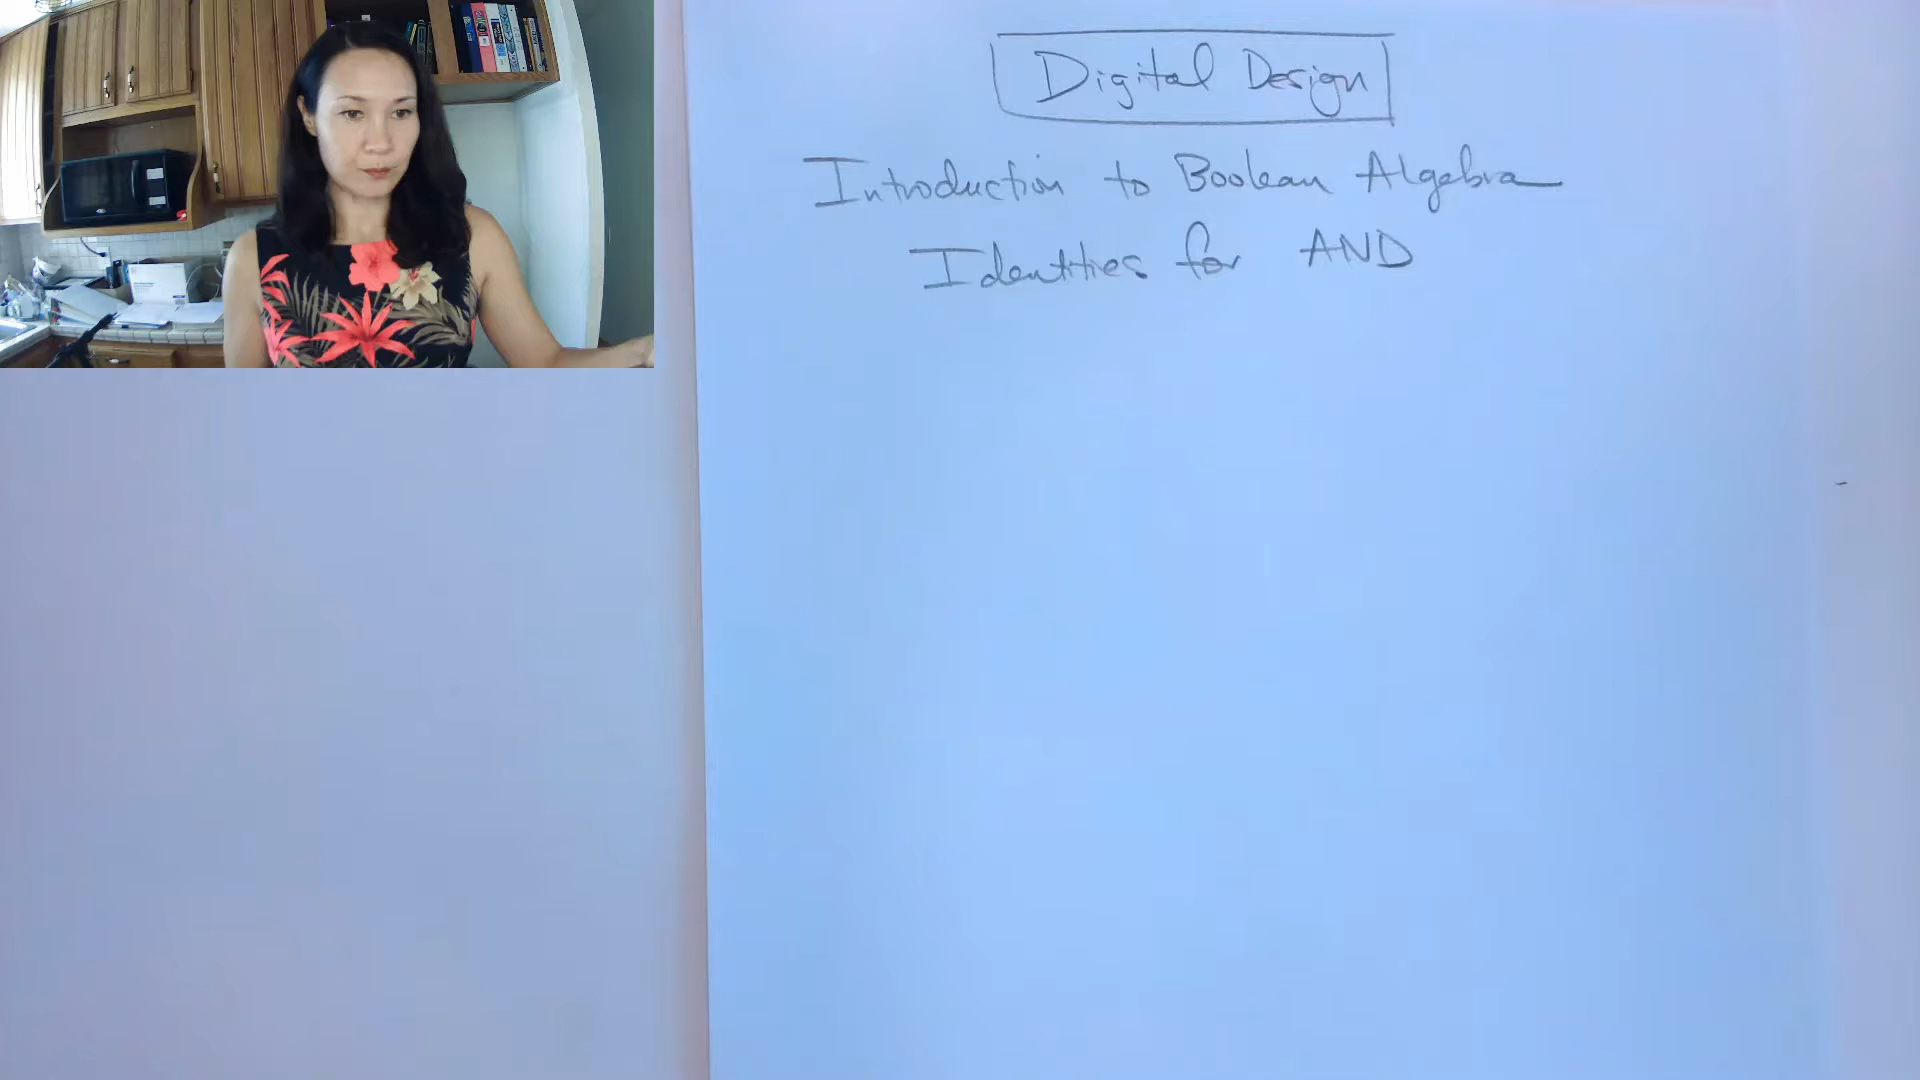 Digital Design
Introduction to Boolean Algebra
Identities for AND